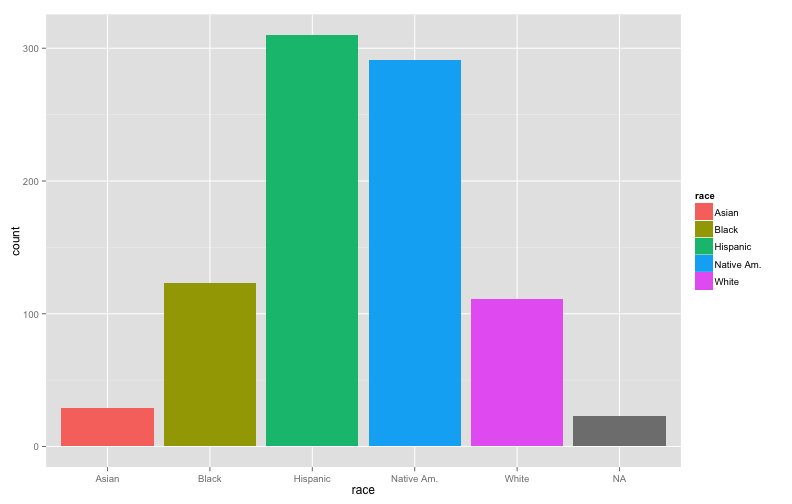 300
200
100
0
count
Asian Black Hispanic Native Am. White NA
race
race
Asian
Black
Hispanic
Native Am.
White